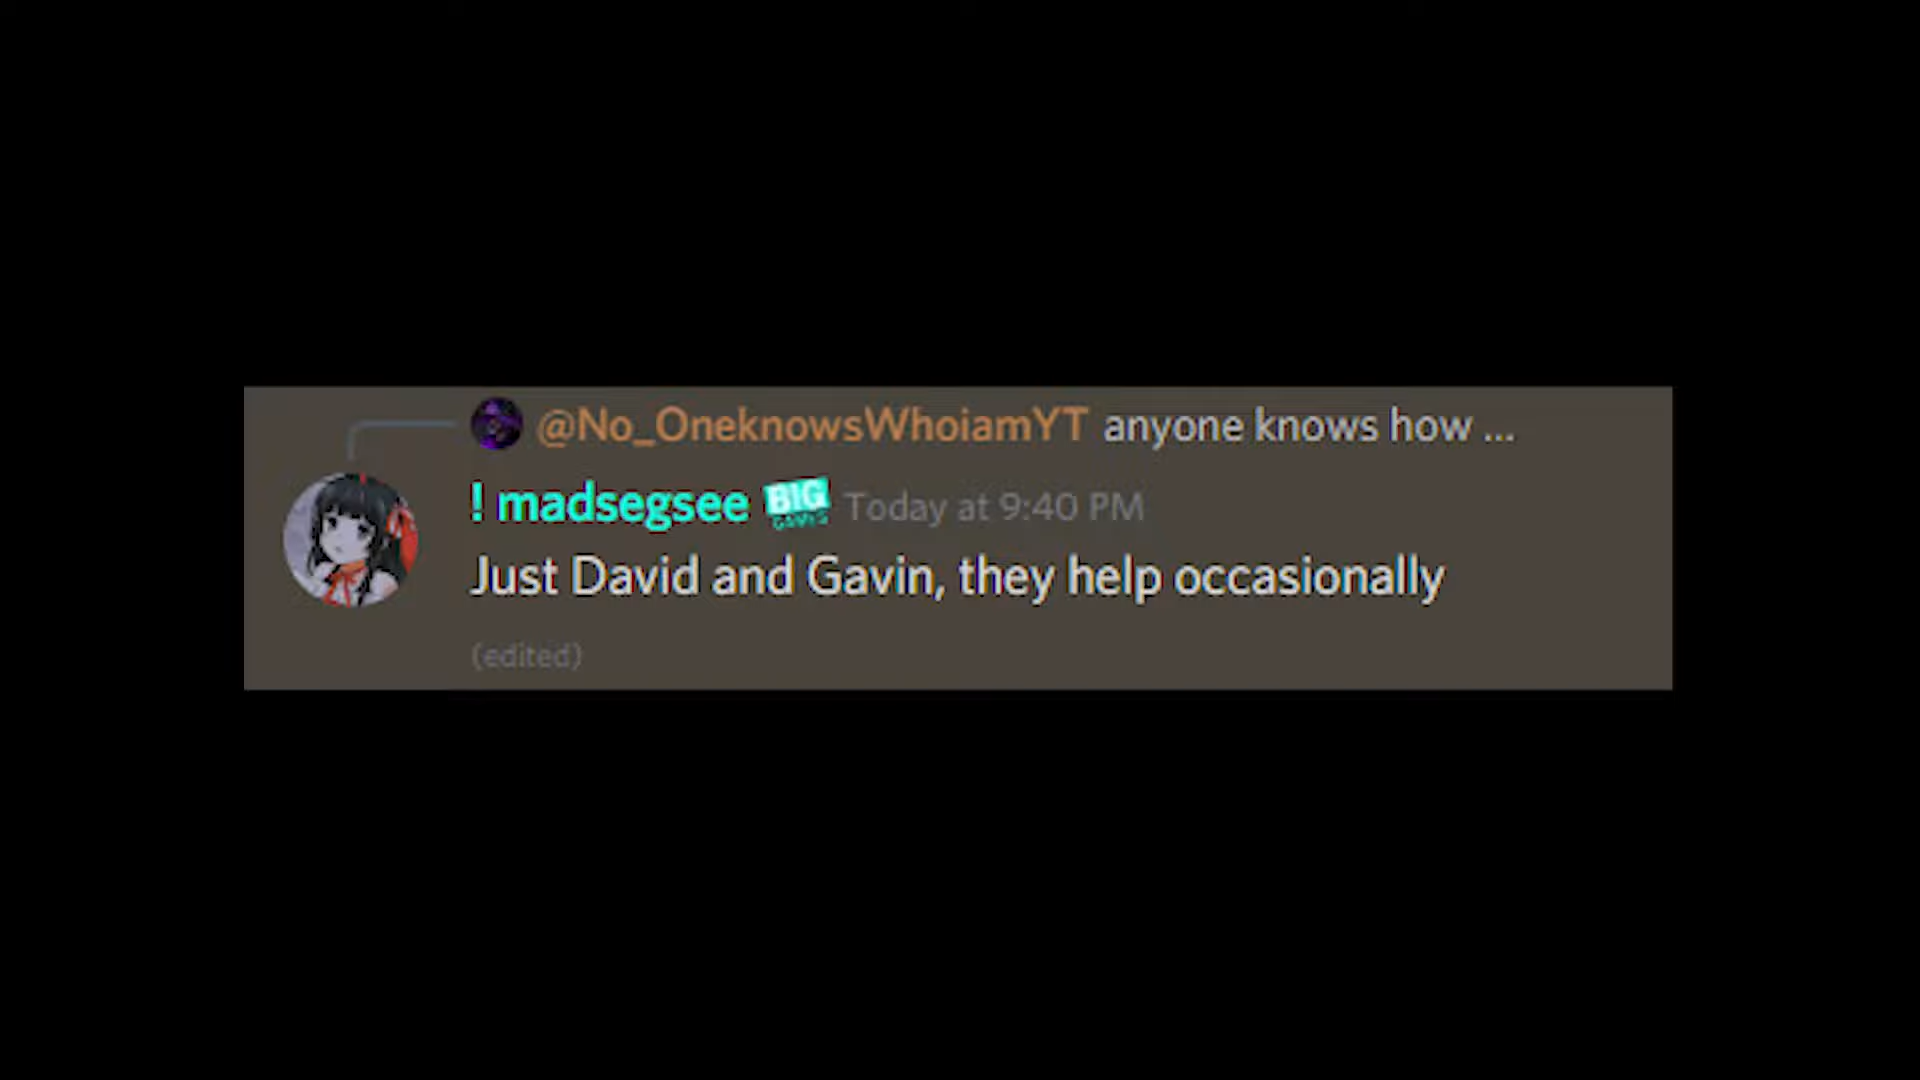 @No_OneknowsWhoiamYT anyone knows how ...
! madsegsee BIG GAMES Today at 9:40 PM
Just David and Gavin, they help occasionally
(edited)